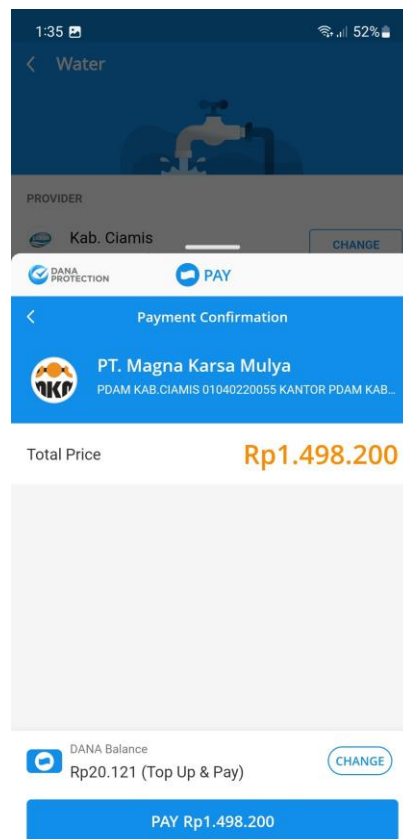 1:35 52%
Water
PROVIDER
Kab. Ciamis CHANGE
DANA PROTECTION PAY
Payment Confirmation
PT. Magna Karsa Mulya
PDAM KAB.CIAMIS 01040220055 KANTOR PDAM KAB...
Total Price Rp1.498.200
DANA Balance
Rp20.121 (Top Up & Pay) CHANGE
PAY Rp1.498.200